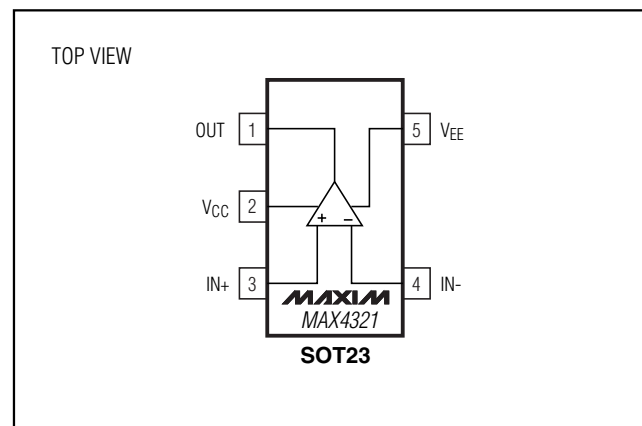 TOP VIEW
OUT 1
5 VEE
VCC 2
+ −
IN+ 3
4 IN-
MAXIM
MAX4321
SOT23